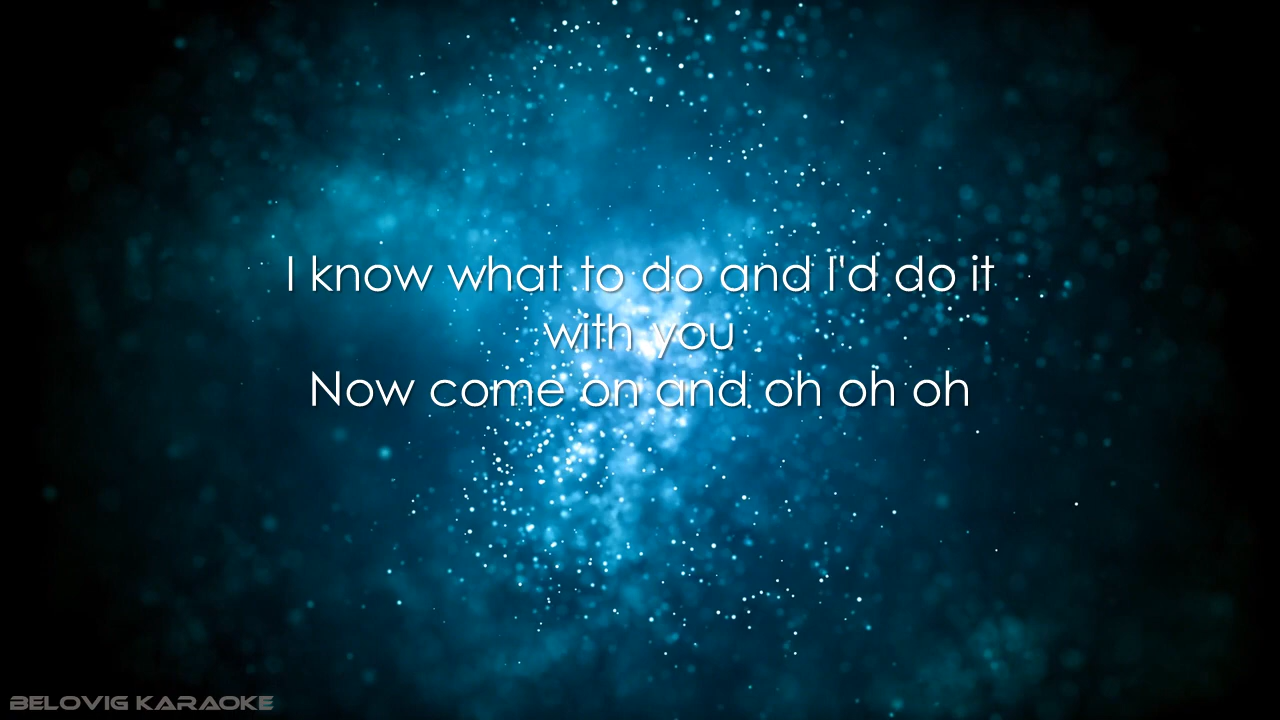 I know what to do and I'd do it
with you
Now come on and oh oh oh
BELOVIG KARAOKE